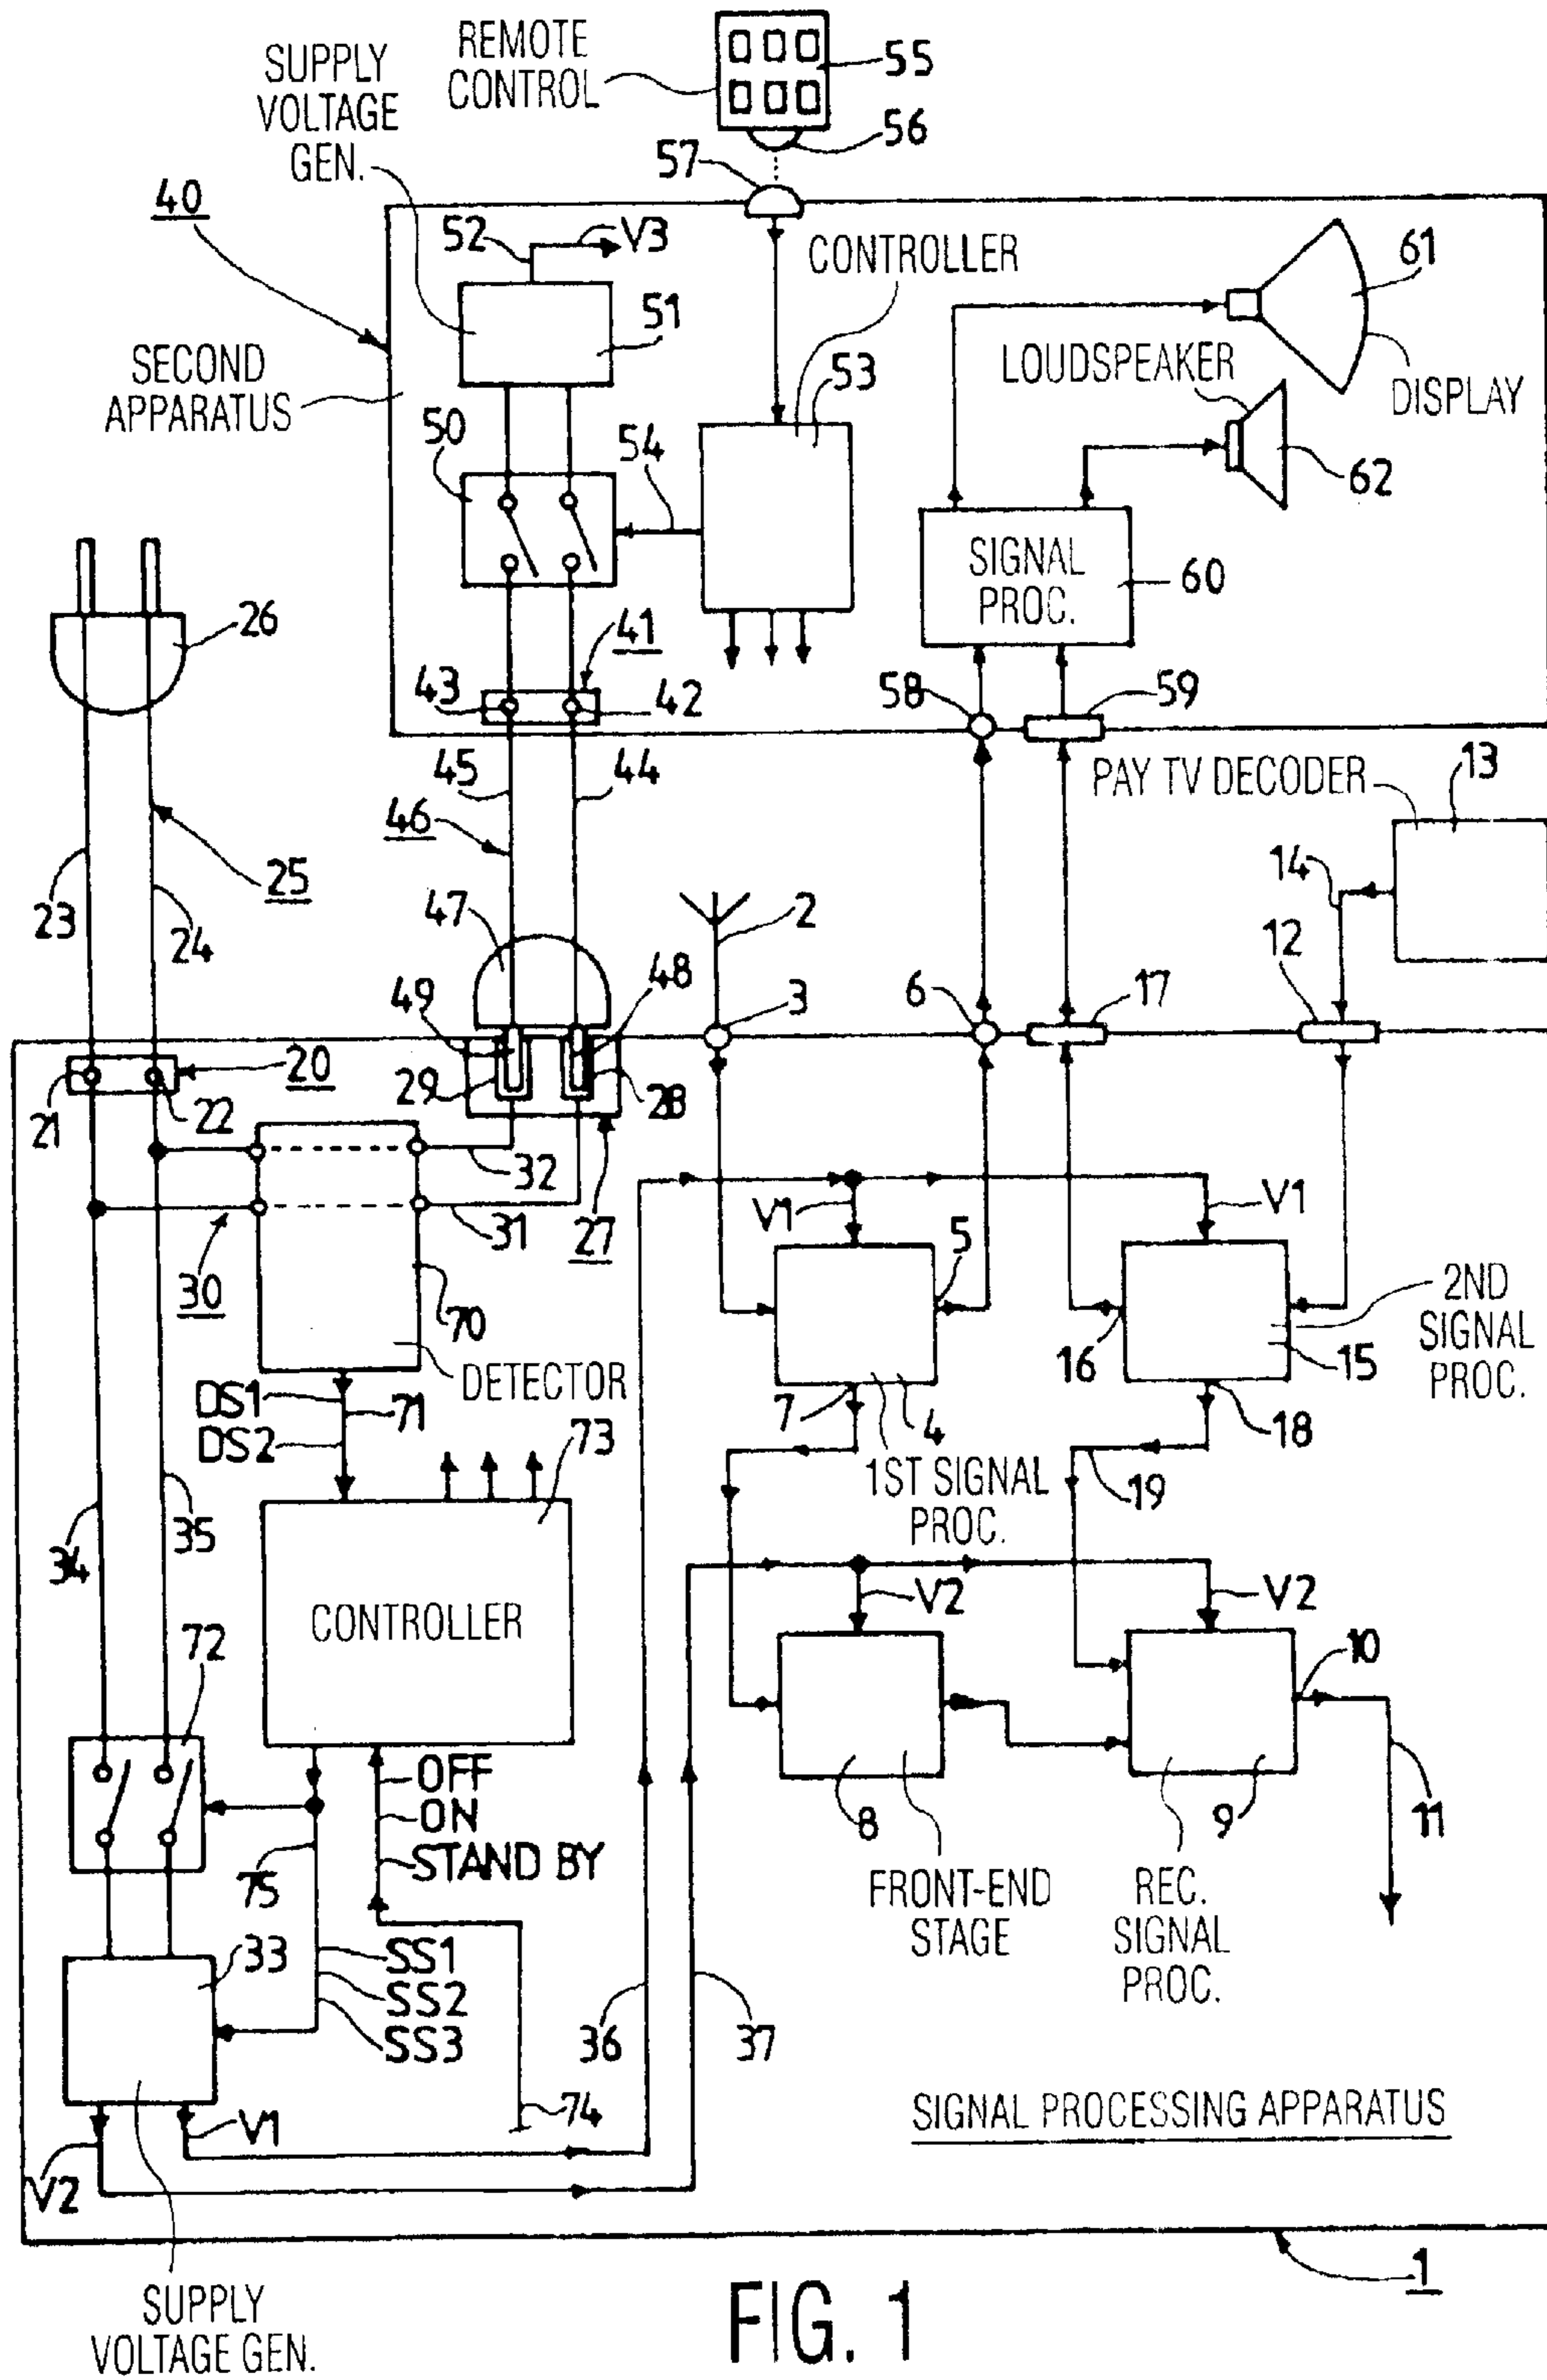 REMOTE
CONTROL
55
56
57
SUPPLY
VOLTAGE
GEN.
40
52
V3
CONTROLLER
61
51
LOUDSPEAKER
DISPLAY
SECOND
APPARATUS
53
50
54
62
SIGNAL
PROC.
60
26
41
43
42
58
59
45
44
PAY TV DECODER
13
46
14
25
23
24
47
2
12
49
48
3
6
17
20
29
28
21
22
32
V1
V1
31
27
5
30
70
2ND
SIGNAL
PROC.
16
15
DETECTOR
DS1
71
DS2
7
4
18
73
1ST SIGNAL
PROC.
19
34
35
V2
V2
CONTROLLER
72
10
OFF
ON
STAND BY
8
9
11
75
FRONT-END
STAGE
REC.
SIGNAL
PROC.
33
SS1
SS2
SS3
36
37
74
V1
V2
SIGNAL PROCESSING APPARATUS
1
SUPPLY
VOLTAGE GEN.
FIG. 1